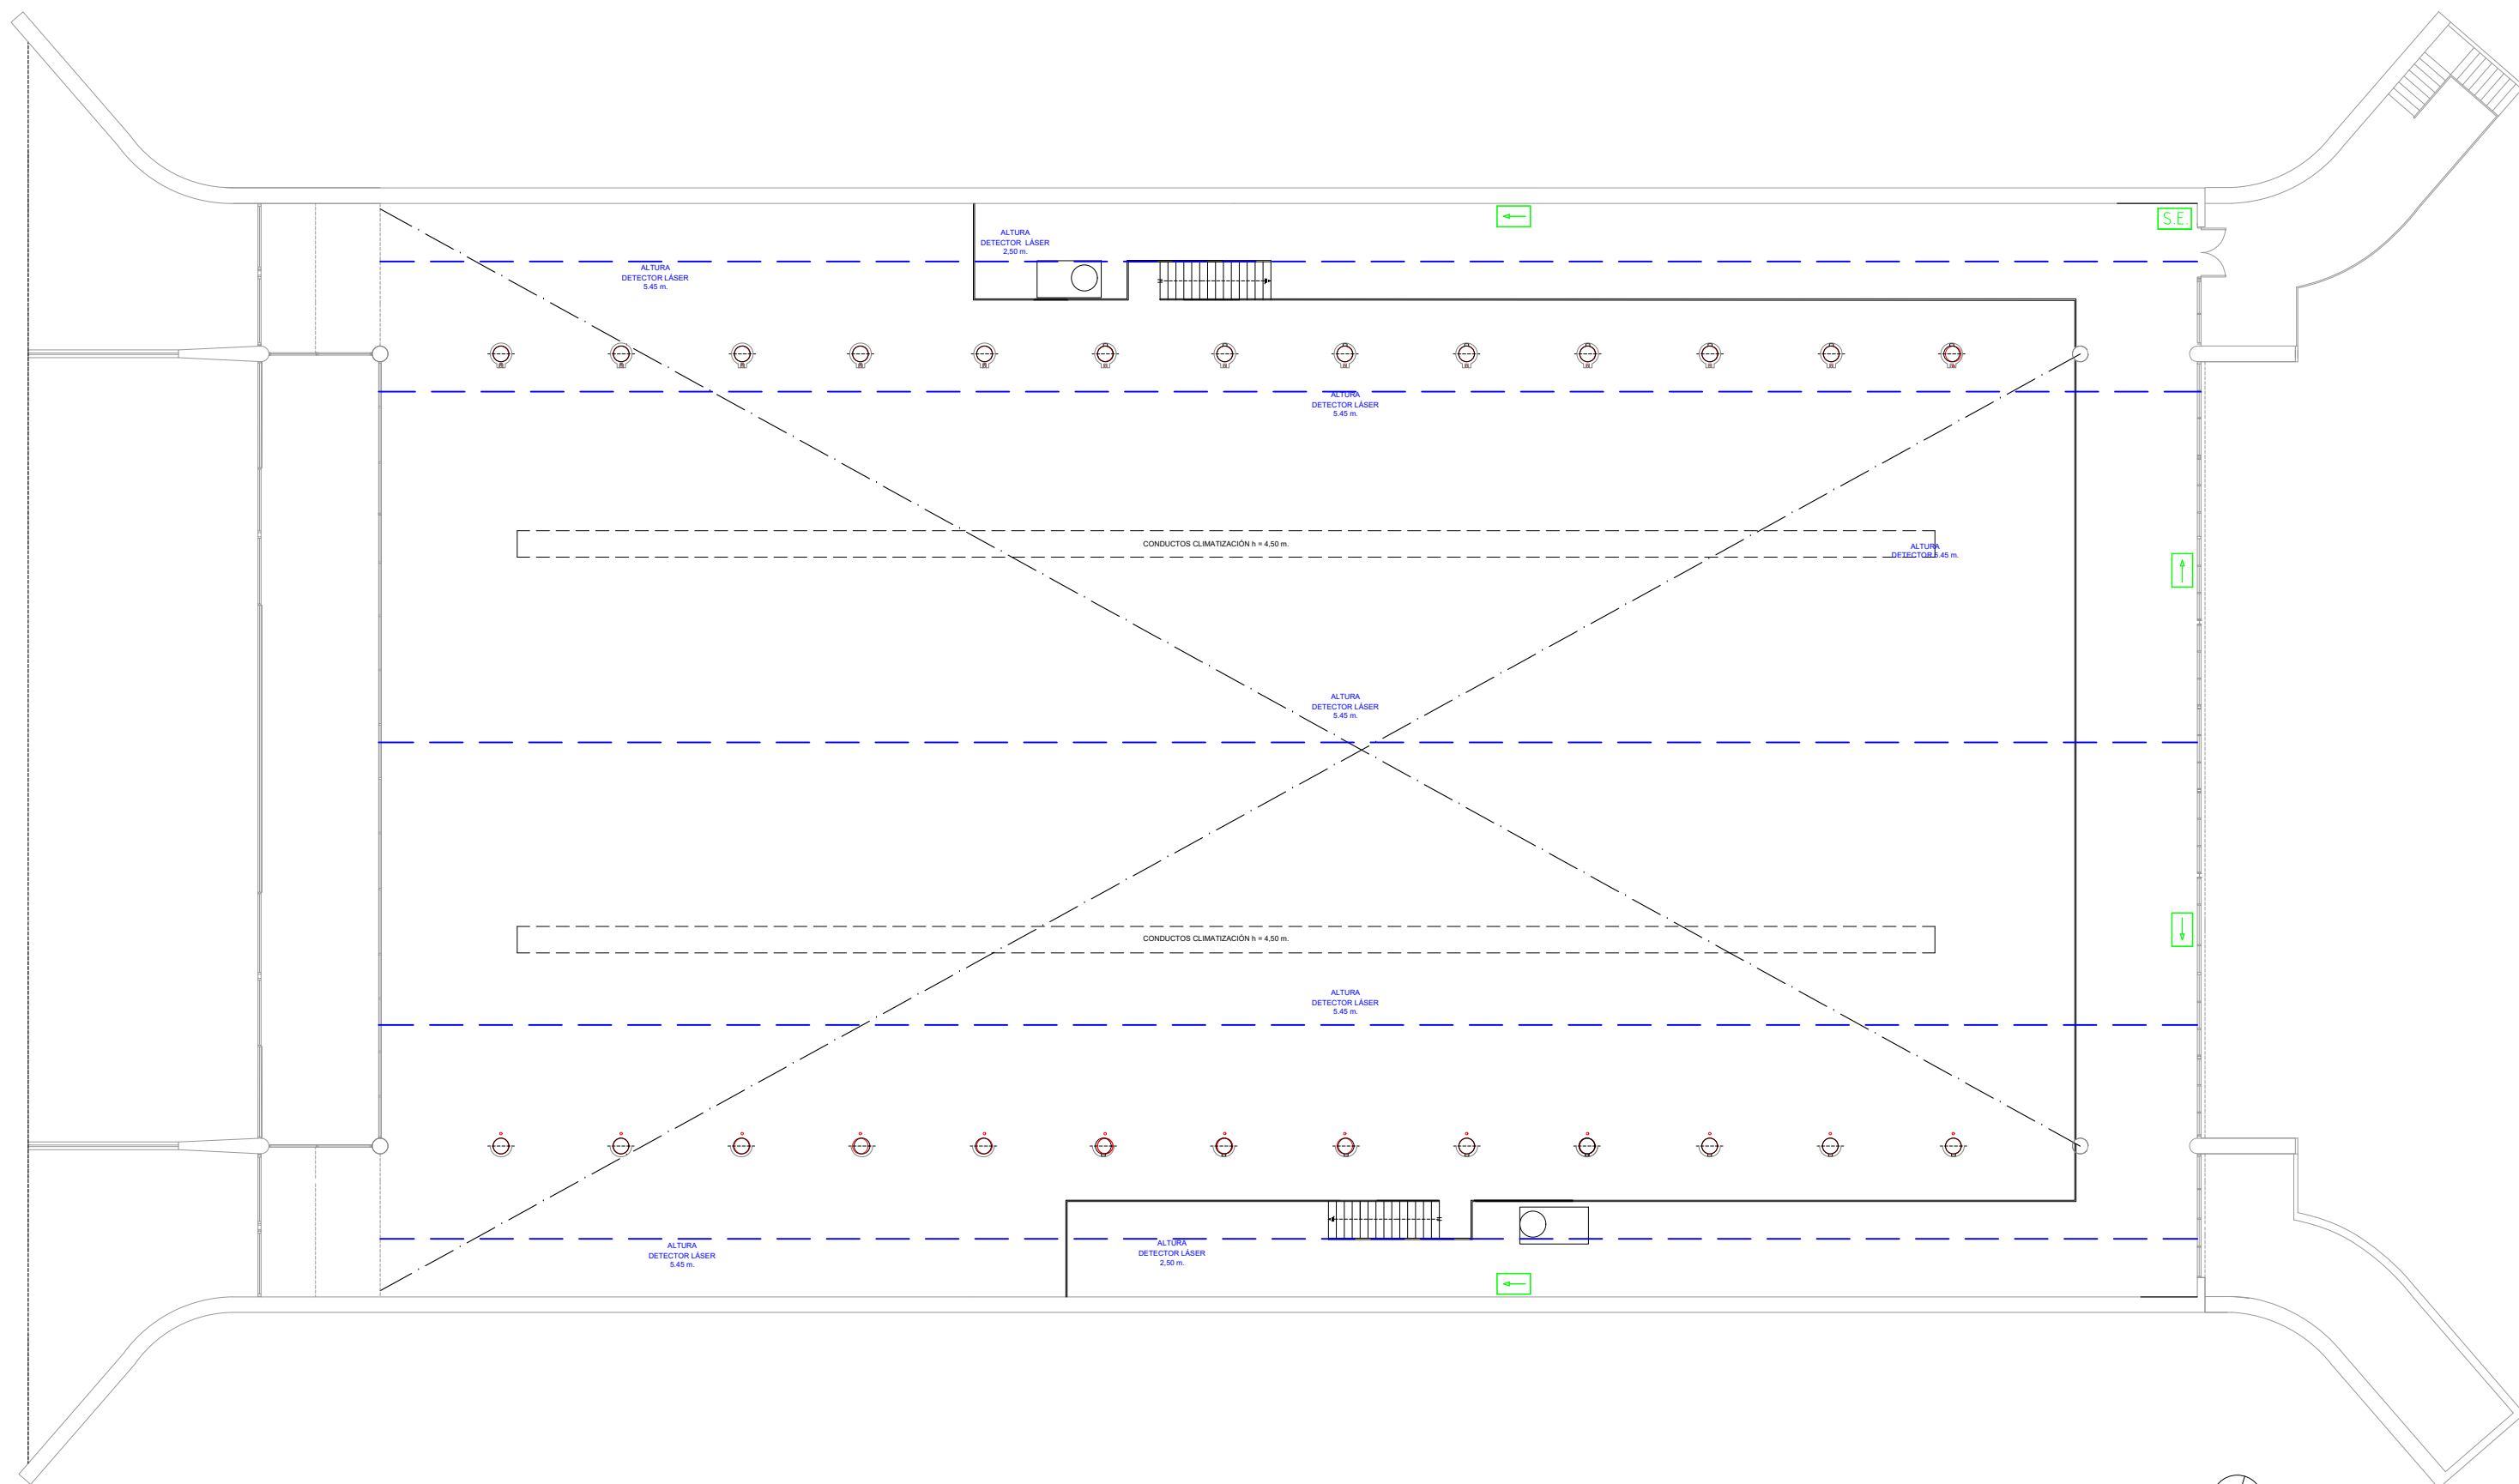 S.E.
ALTURA
DETECTOR LÁSER
2,50 m.
ALTURA
DETECTOR LÁSER
5.45 m.
ALTURA
DETECTOR LÁSER
5.45 m.
CONDUCTOS CLIMATIZACIÓN h = 4,50 m.
ALTURA
DETECTOR 5.45 m.
ALTURA
DETECTOR LÁSER
5.45 m.
CONDUCTOS CLIMATIZACIÓN h = 4,50 m.
ALTURA
DETECTOR LÁSER
5.45 m.
ALTURA
DETECTOR LÁSER
5.45 m.
ALTURA
DETECTOR LÁSER
2,50 m.